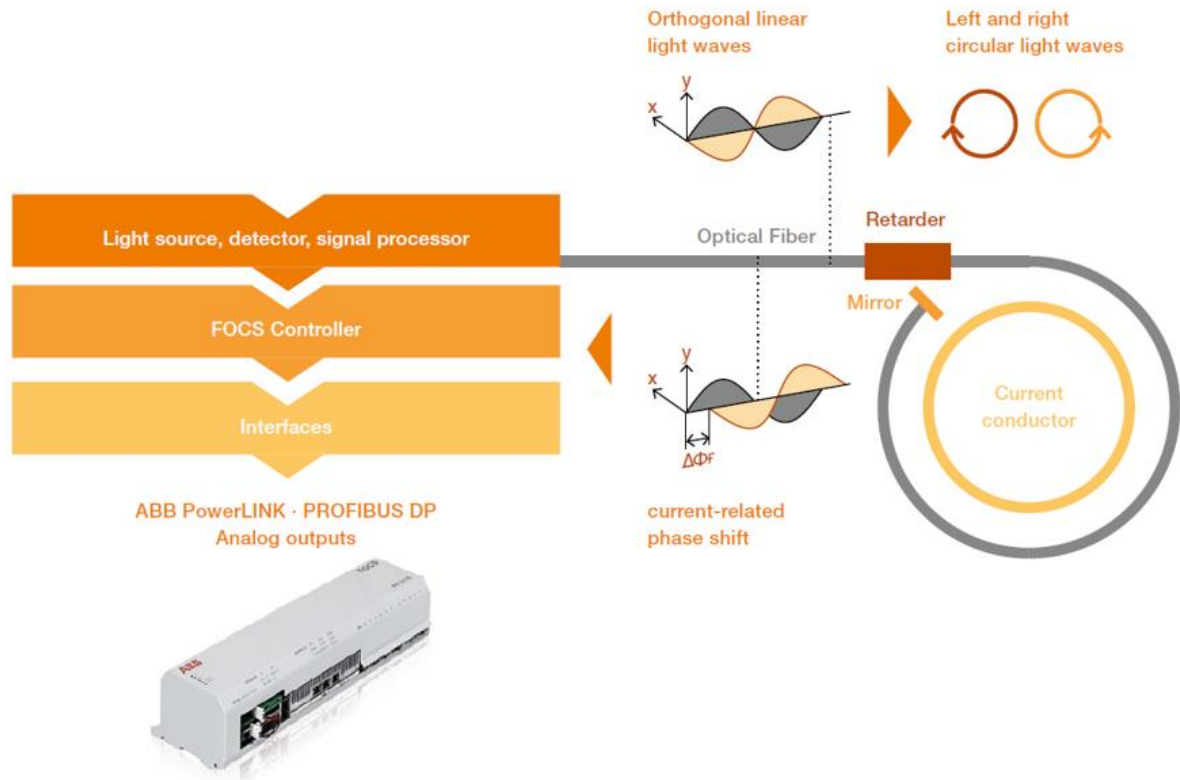 Orthogonal linear
light waves
Left and right
circular light waves
y
x
Light source, detector, signal processor
Optical Fiber
Retarder
Mirror
FOCS Controller
Interfaces
y
x
ΔΦF
Current
conductor
ABB PowerLINK · PROFIBUS DP
Analog outputs
current-related
phase shift
ABB